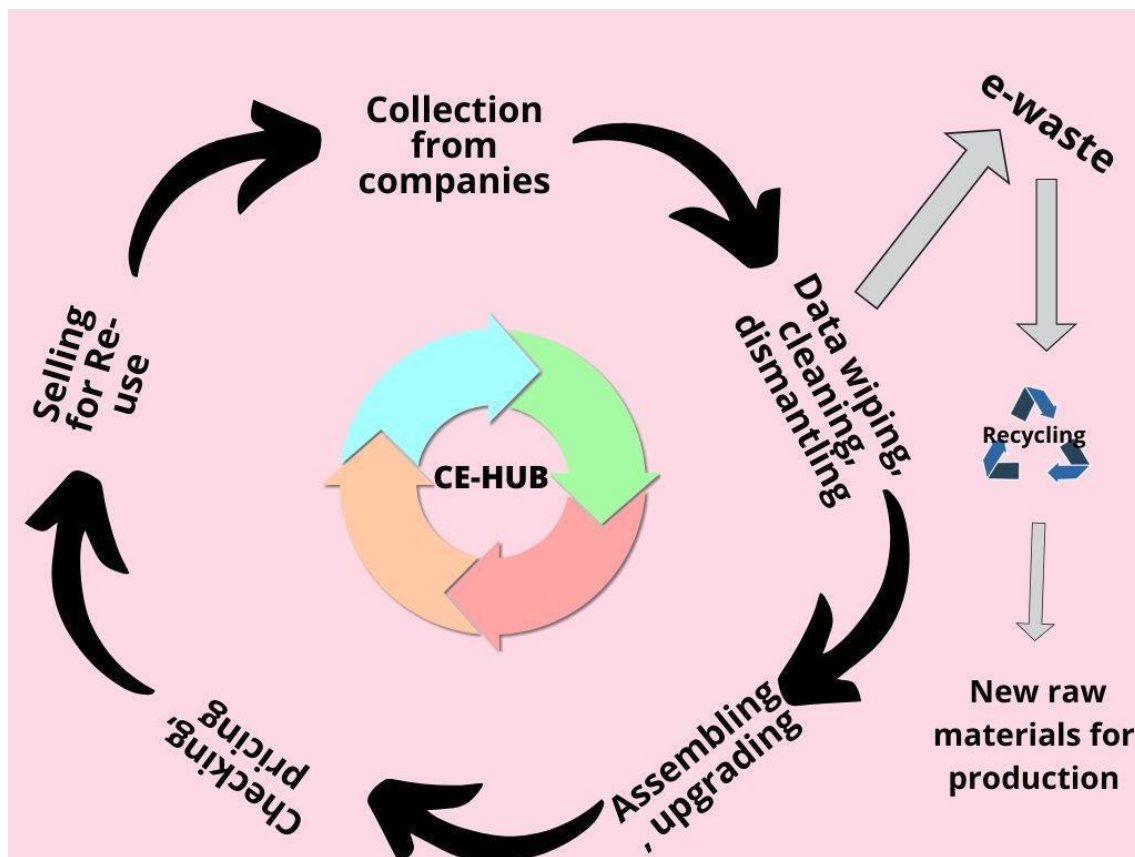 Collection
from
companies
e-waste
Data wiping,
cleaning,
dismantling
Recycling
New raw
materials for
production
Assembling
, upgrading
Checking,
pricing
Selling
for Re-
use
CE-HUB